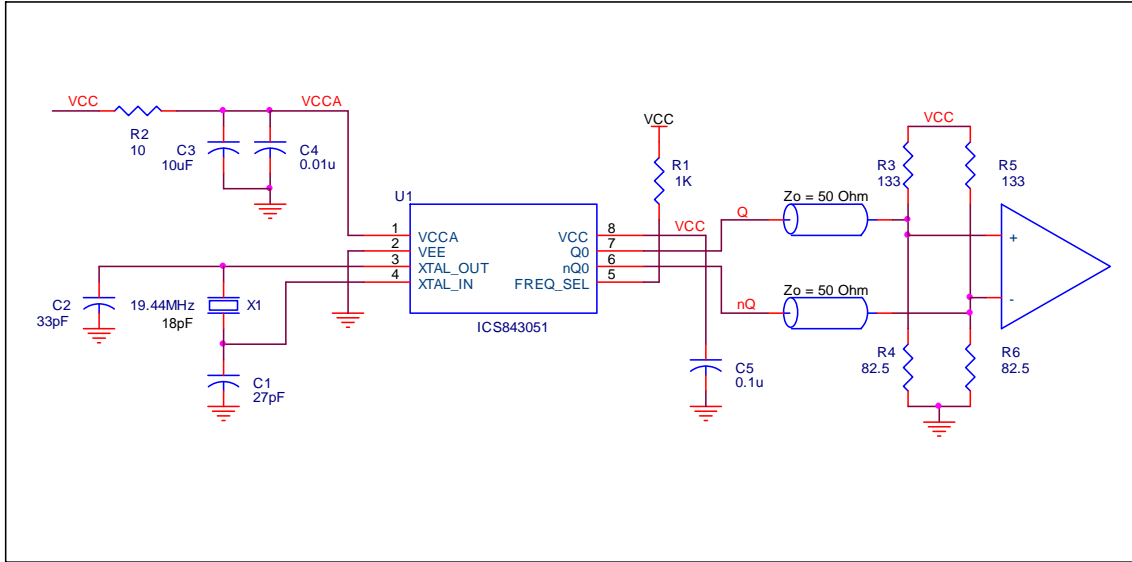 VCC
R2
10
VCCA
C3
10uF
C4
0.01u
U1
1
VCCA
2
VEE
3
XTAL_OUT
4
XTAL_IN
8
VCC
7
Q0
6
nQ0
5
FREQ_SEL
ICS843051
C2
33pF
19.44MHz
X1
18pF
C1
27pF
VCC
R1
1K
VCC
C5
0.1u
Q
Zo = 50 Ohm
nQ
Zo = 50 Ohm
VCC
R3
133
R5
133
+
-
R4
82.5
R6
82.5